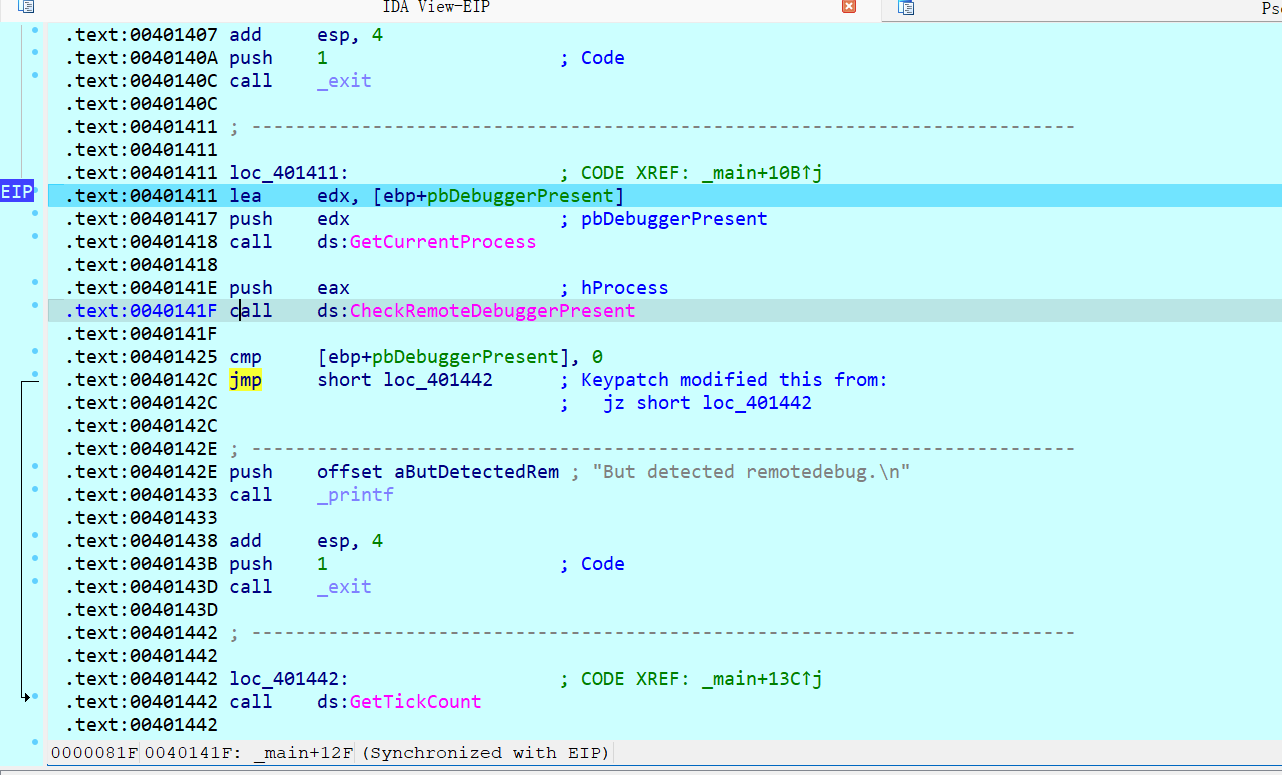 IDA View-EIP
Ps
.text:00401407 add esp, 4
.text:0040140A push 1 ; Code
.text:0040140C call _exit
.text:0040140C
.text:00401411 ; ---------------------------------------------------------------------------
.text:00401411
.text:00401411 loc_401411: ; CODE XREF: _main+10B↑j
EIP .text:00401411 lea edx, [ebp+pbDebuggerPresent]
.text:00401417 push edx ; pbDebuggerPresent
.text:00401418 call ds:GetCurrentProcess
.text:00401418
.text:0040141E push eax ; hProcess
.text:0040141F call ds:CheckRemoteDebuggerPresent
.text:0040141F
.text:00401425 cmp [ebp+pbDebuggerPresent], 0
.text:0040142C jmp short loc_401442 ; Keypatch modified this from:
.text:0040142C ; jz short loc_401442
.text:0040142C
.text:0040142E ; ---------------------------------------------------------------------------
.text:0040142E push offset aButDetectedRem ; "But detected remotedebug.\n"
.text:00401433 call _printf
.text:00401433
.text:00401438 add esp, 4
.text:0040143B push 1 ; Code
.text:0040143D call _exit
.text:0040143D
.text:00401442 ; ---------------------------------------------------------------------------
.text:00401442
.text:00401442 loc_401442: ; CODE XREF: _main+13C↑j
.text:00401442 call ds:GetTickCount
.text:00401442
0000081F 0040141F: _main+12F (Synchronized with EIP)